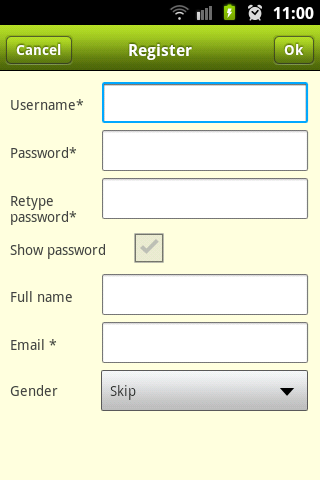 11:00
Cancel Register Ok
Username*
Password*
Retype
password*
Show password
Full name
Email *
Gender Skip